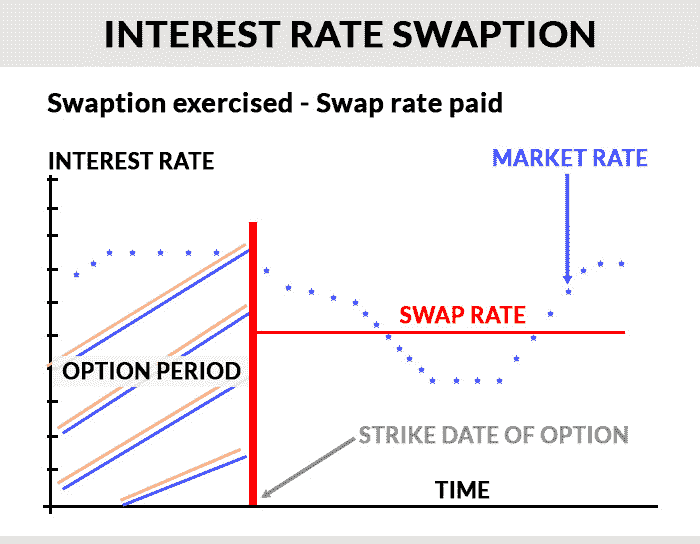 INTEREST RATE SWAPTION
Swaption exercised - Swap rate paid
INTEREST RATE
MARKET RATE
SWAP RATE
OPTION PERIOD
STRIKE DATE OF OPTION
TIME